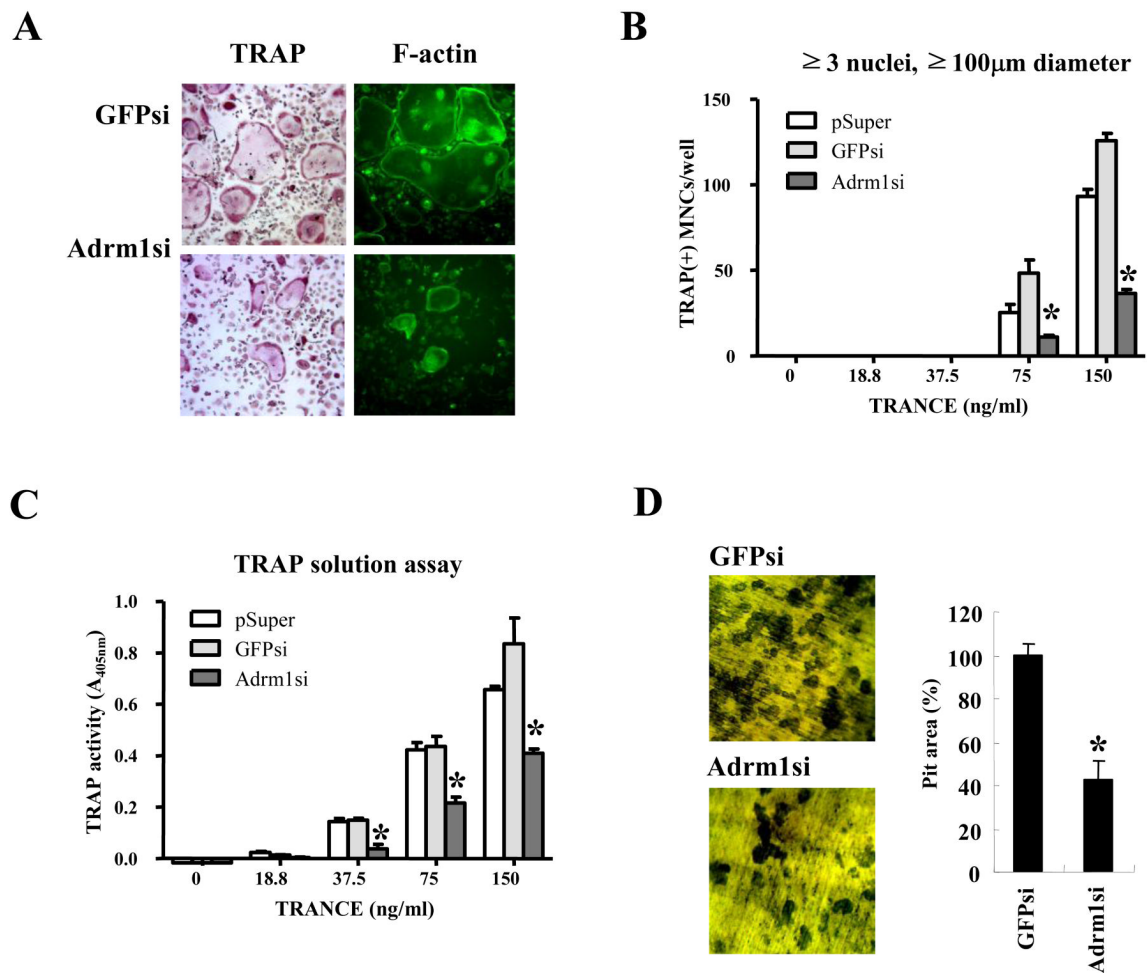 A
TRAP
F-actin
GFPsi
Adrm1si
B
≥ 3 nuclei, ≥ 100μm diameter
150
100
50
0
TRAP(+) MNCs/well
pSuper
GFPsi
Adrm1si
*
*
0 18.8 37.5 75 150
TRANCE (ng/ml)
C
TRAP solution assay
1.0
0.8
0.6
0.4
0.2
0.0
TRAP activity (A405nm)
pSuper
GFPsi
Adrm1si
*
*
*
0 18.8 37.5 75 150
TRANCE (ng/ml)
D
GFPsi
Adrm1si
120
100
80
60
40
20
0
Pit area (%)
*
GFPsi
Adrm1si